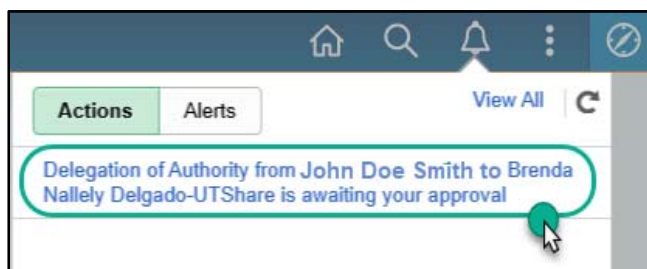 Actions
Alerts
View All
Delegation of Authority from John Doe Smith to Brenda
Nallely Delgado-UTShare is awaiting your approval